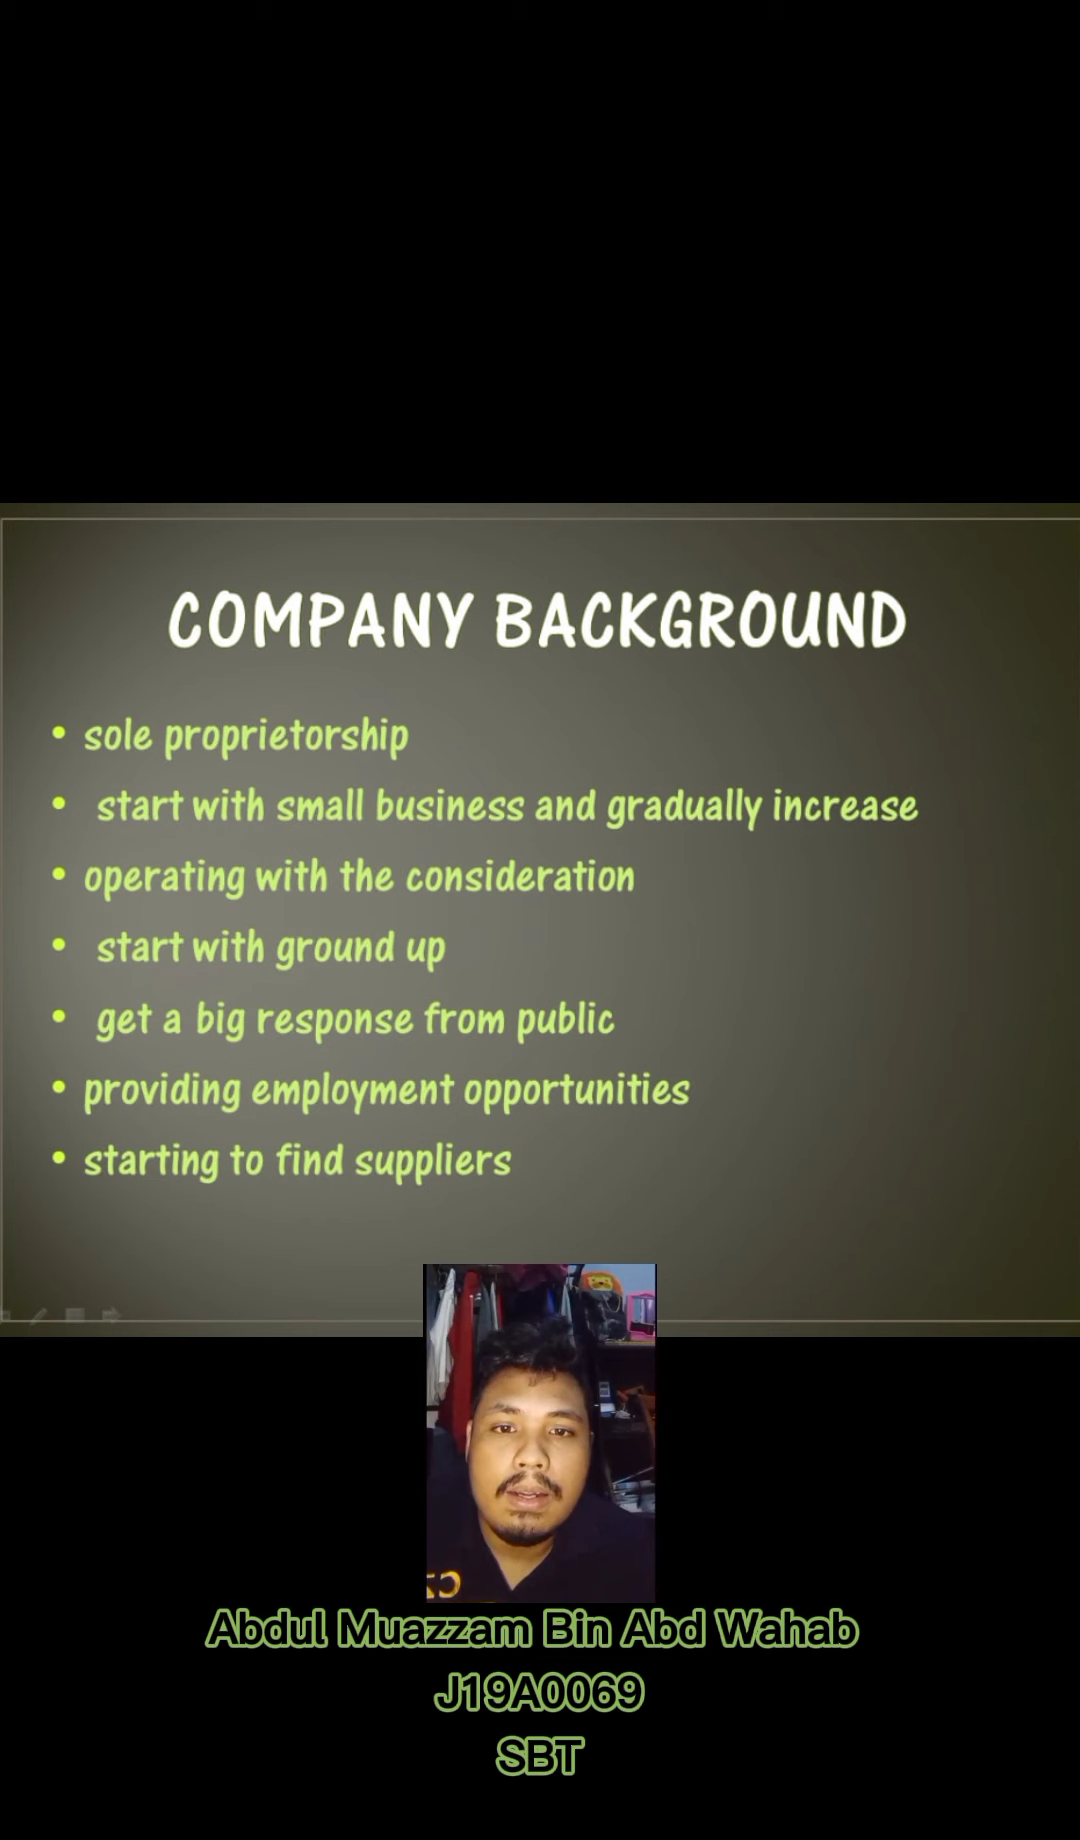 COMPANY BACKGROUND
• sole proprietorship
• start with small business and gradually increase
• operating with the consideration
• start with ground up
• get a big response from public
• providing employment opportunities
• starting to find suppliers
Abdul Muazzam Bin Abd Wahab
J19A0069
SBT